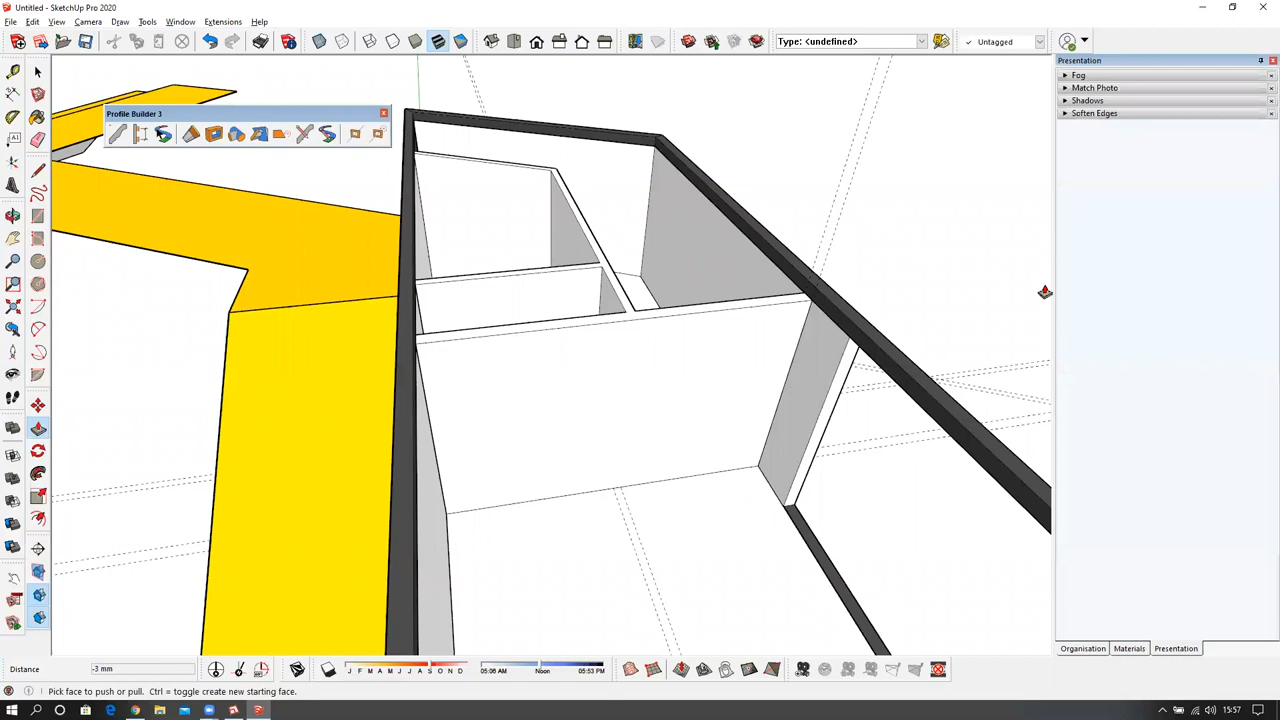 Untitled - SketchUp Pro 2020
File Edit View Camera Draw Tools Window Extensions Help
Type: <undefined>
Untagged
Presentation
Fog
Match Photo
Shadows
Soften Edges
Profile Builder 3
Organisation Materials Presentation
Distance
-3 mm
J F M A M J J A S O N D
05:06 AM Noon 05:53 PM
Pick face to push or pull. Ctrl = toggle create new starting face.
15:57